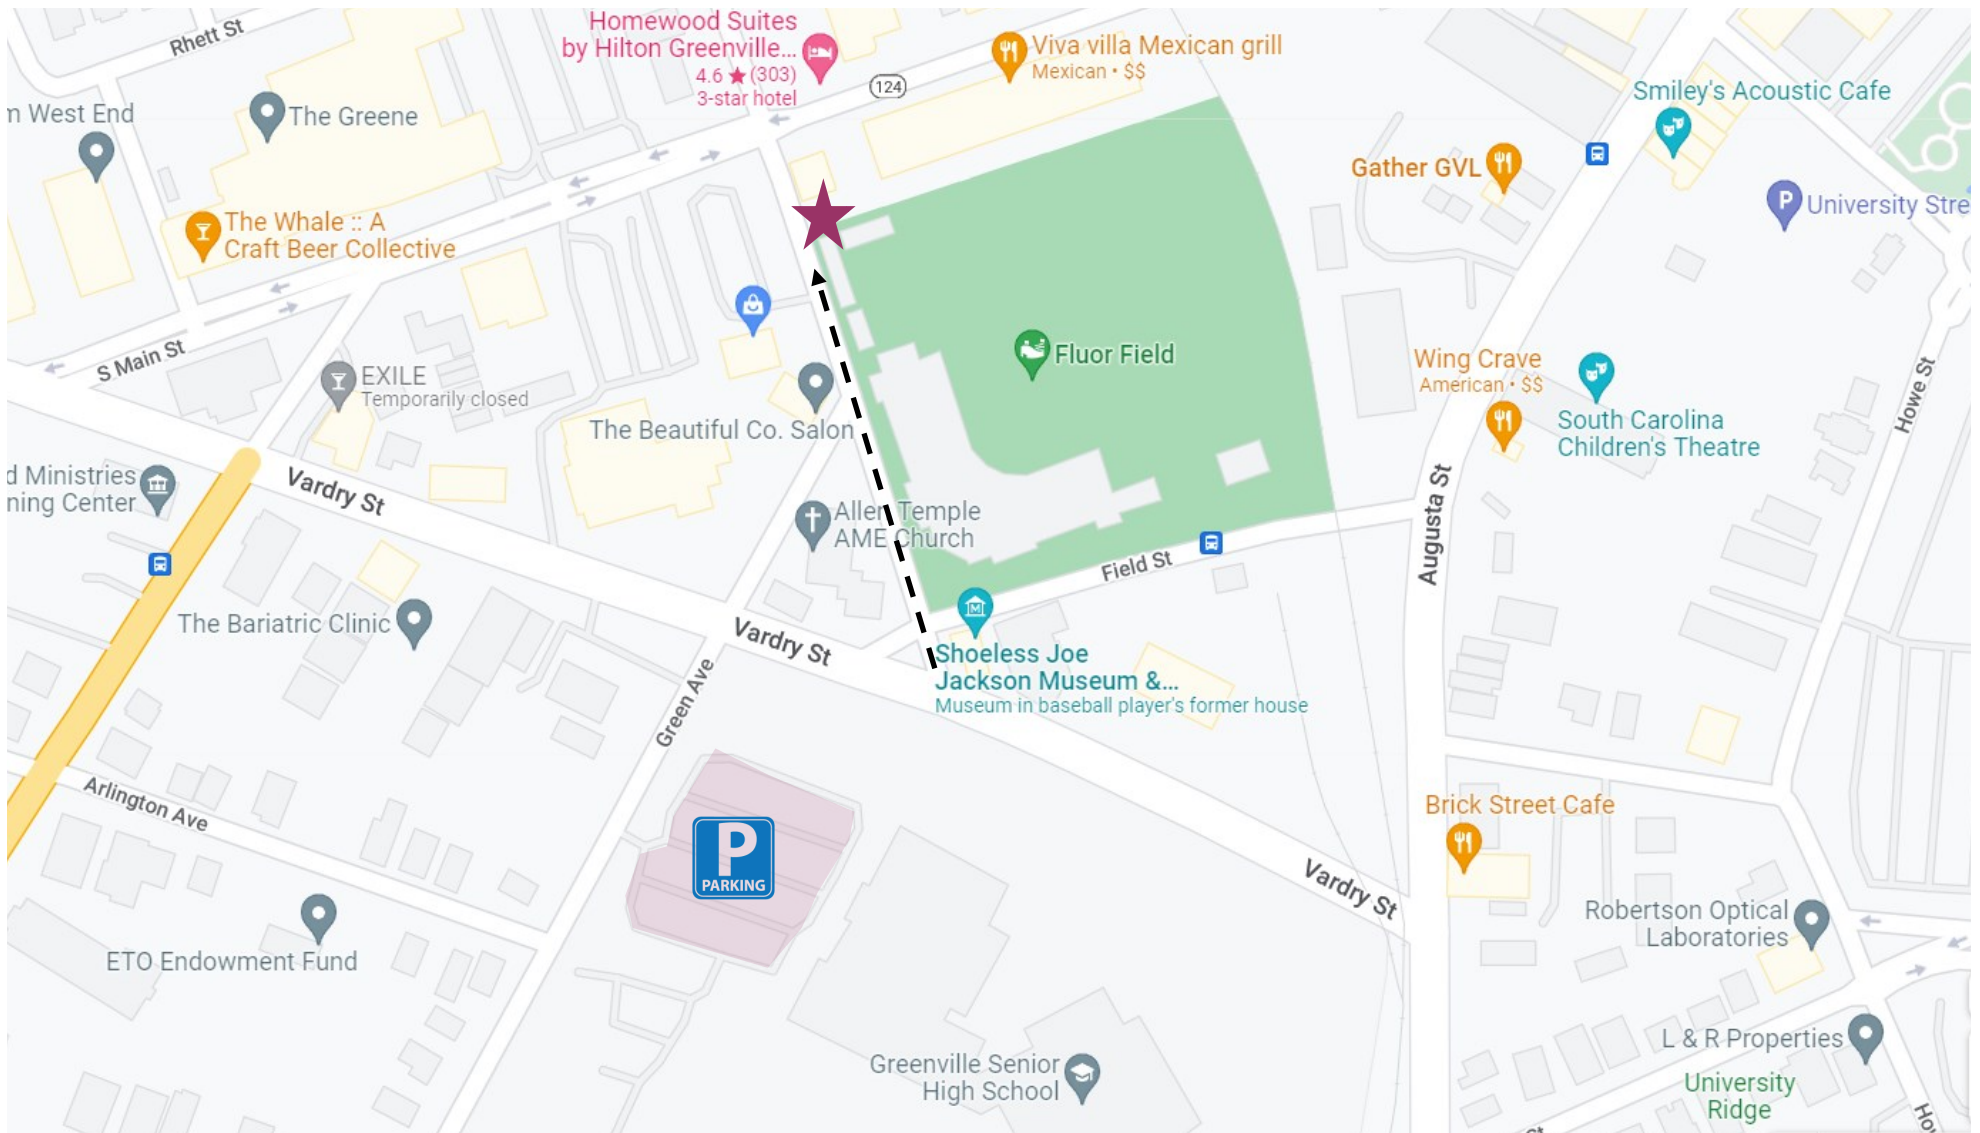 Homewood Suites
by Hilton Greenville...
4.6 ★ (303)
3-star hotel
Rhett St
124
Viva villa Mexican grill
Mexican • $$
Smiley's Acoustic Cafe
m West End
The Greene
Gather GVL
P
University Stre
The Whale :: A
Craft Beer Collective
S Main St
EXILE
Temporarily closed
Fluor Field
Wing Crave
American • $$
South Carolina
Children's Theatre
Howe St
The Beautiful Co. Salon
d Ministries
ning Center
Vardry St
Allen Temple
AME Church
Field St
Augusta St
The Bariatric Clinic
Vardry St
M
Shoeless Joe
Jackson Museum &...
Museum in baseball player's former house
Green Ave
Arlington Ave
P
PARKING
Brick Street Cafe
Vardry St
Robertson Optical
Laboratories
ETO Endowment Fund
L & R Properties
Greenville Senior
High School
University
Ridge
St
Ho